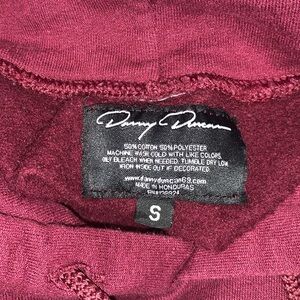 Danny Duncan
50% COTTON 50% POLYESTER
MACHINE WASH COLD WITH LIKE COLORS.
ONLY BLEACH WHEN NEEDED. TUMBLE DRY LOW
IRON INSIDE OUT IF DECORATED.
www.dannyduncan69.com
MADE IN HONDURAS
S